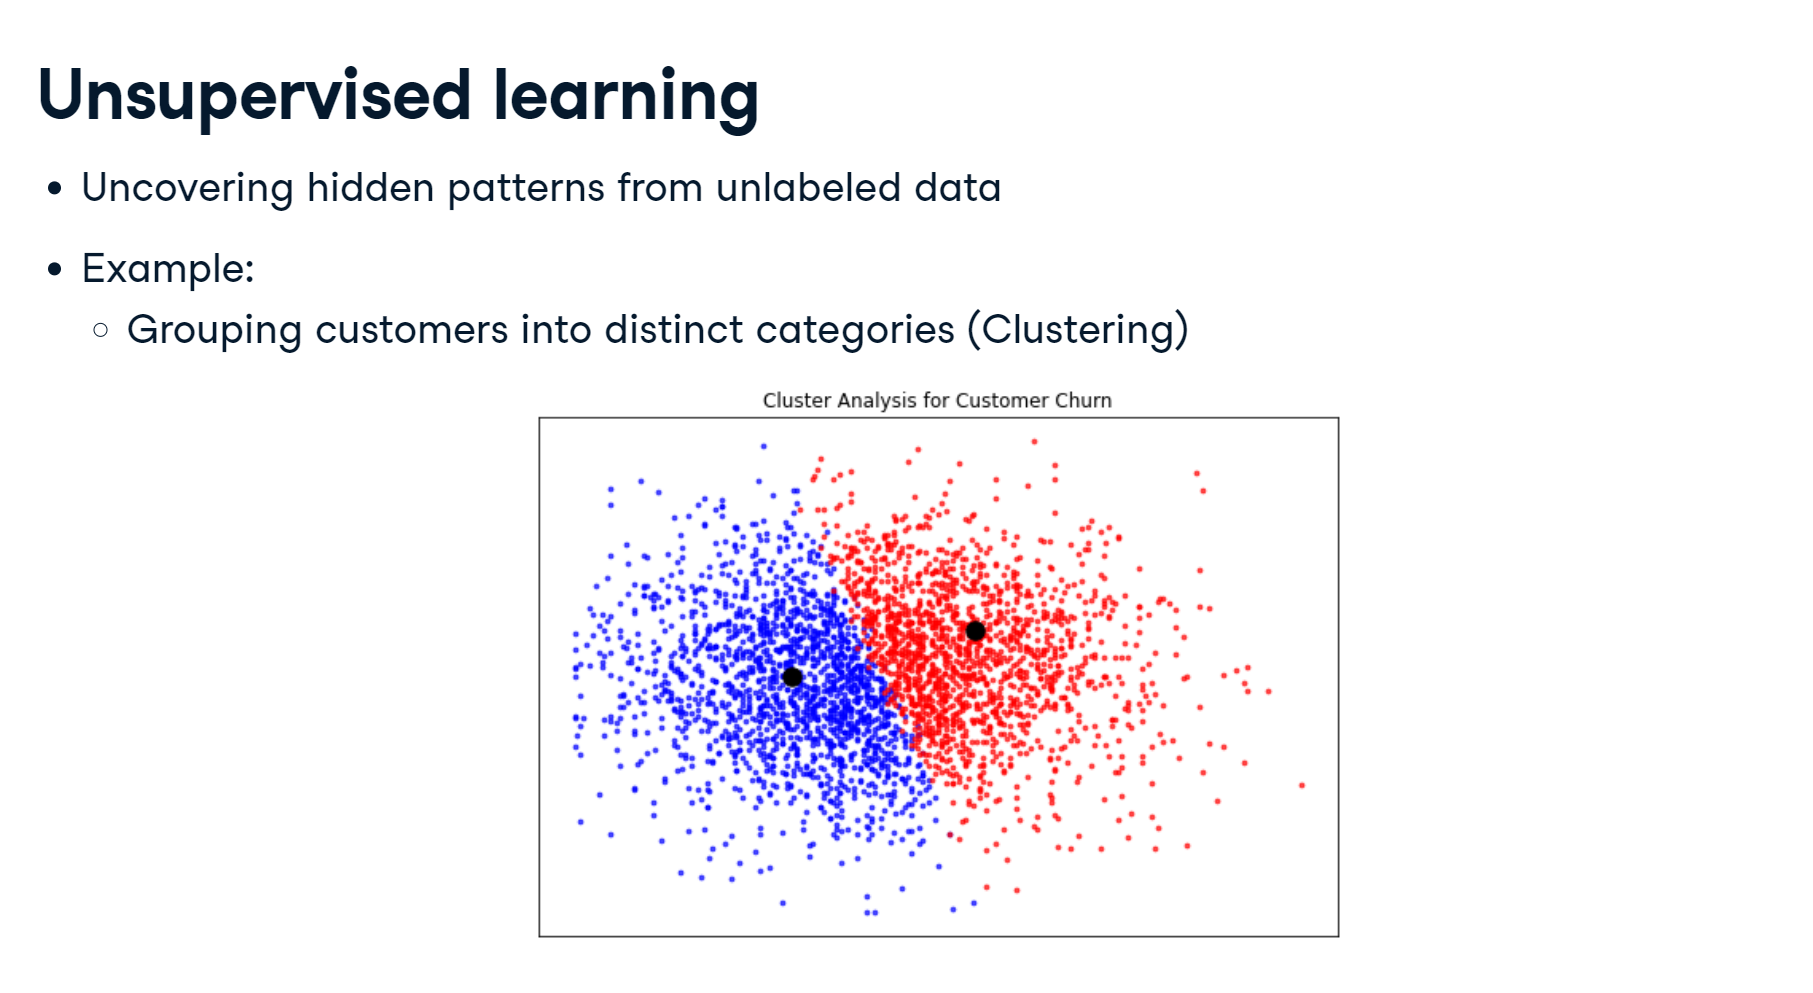 Unsupervised learning
• Uncovering hidden patterns from unlabeled data
• Example:
○ Grouping customers into distinct categories (Clustering)
Cluster Analysis for Customer Churn